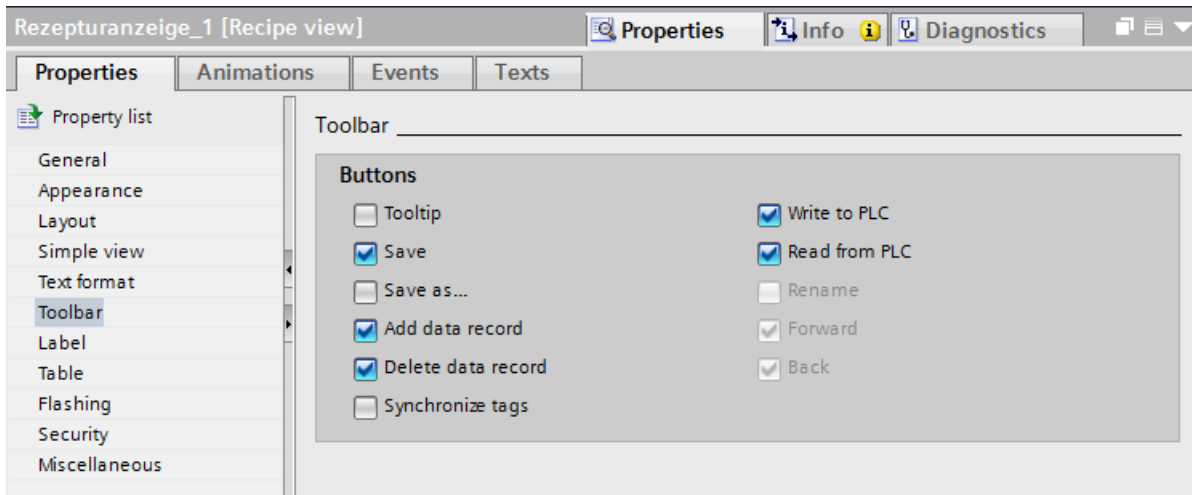 Rezepturanzeige_1 [Recipe view]
Properties
Info
Diagnostics
Properties
Animations
Events
Texts
Property list
General
Appearance
Layout
Simple view
Text format
Toolbar
Label
Table
Flashing
Security
Miscellaneous
Toolbar
Buttons
Tooltip
Save
Save as...
Add data record
Delete data record
Synchronize tags
Write to PLC
Read from PLC
Rename
Forward
Back